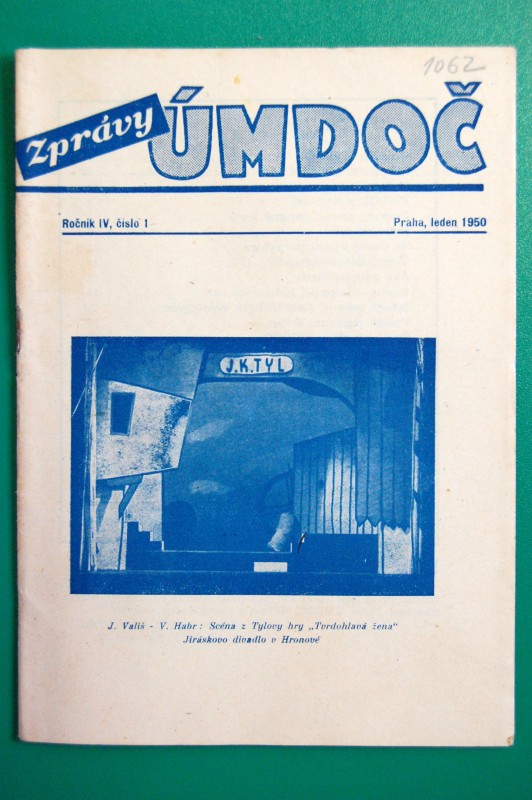 1062
Zprávy ÚMDOČ
Ročník IV, číslo 1
Praha, leden 1950
J.K.TYL
J. Vališ - V. Habr: Scéna z Tylovy hry „Tvrdohlavá žena“
Jiráskovo divadlo v Hronově